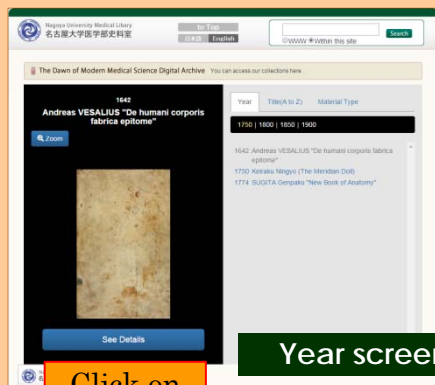 Nagoya University Medical Library
名古屋大学医学部史料室
to Top
日本語 English
WWW Within this site
Search
The Dawn of Modern Medical Science Digital Archive You can access our collections here
1642
Andreas VESALIUS "De humani corporis
fabrica epitome"
Zoom
See Details
Year Title(A to Z) Material Type
1750 | 1800 | 1850 | 1900
1642 Andreas VESALIUS "De humani corporis fabrica
epitome"
1750 Keiraku Ningyo (The Meridian Doll)
1774 SUGITA Genpaku "New Book of Anatomy"
Year screen
Click on